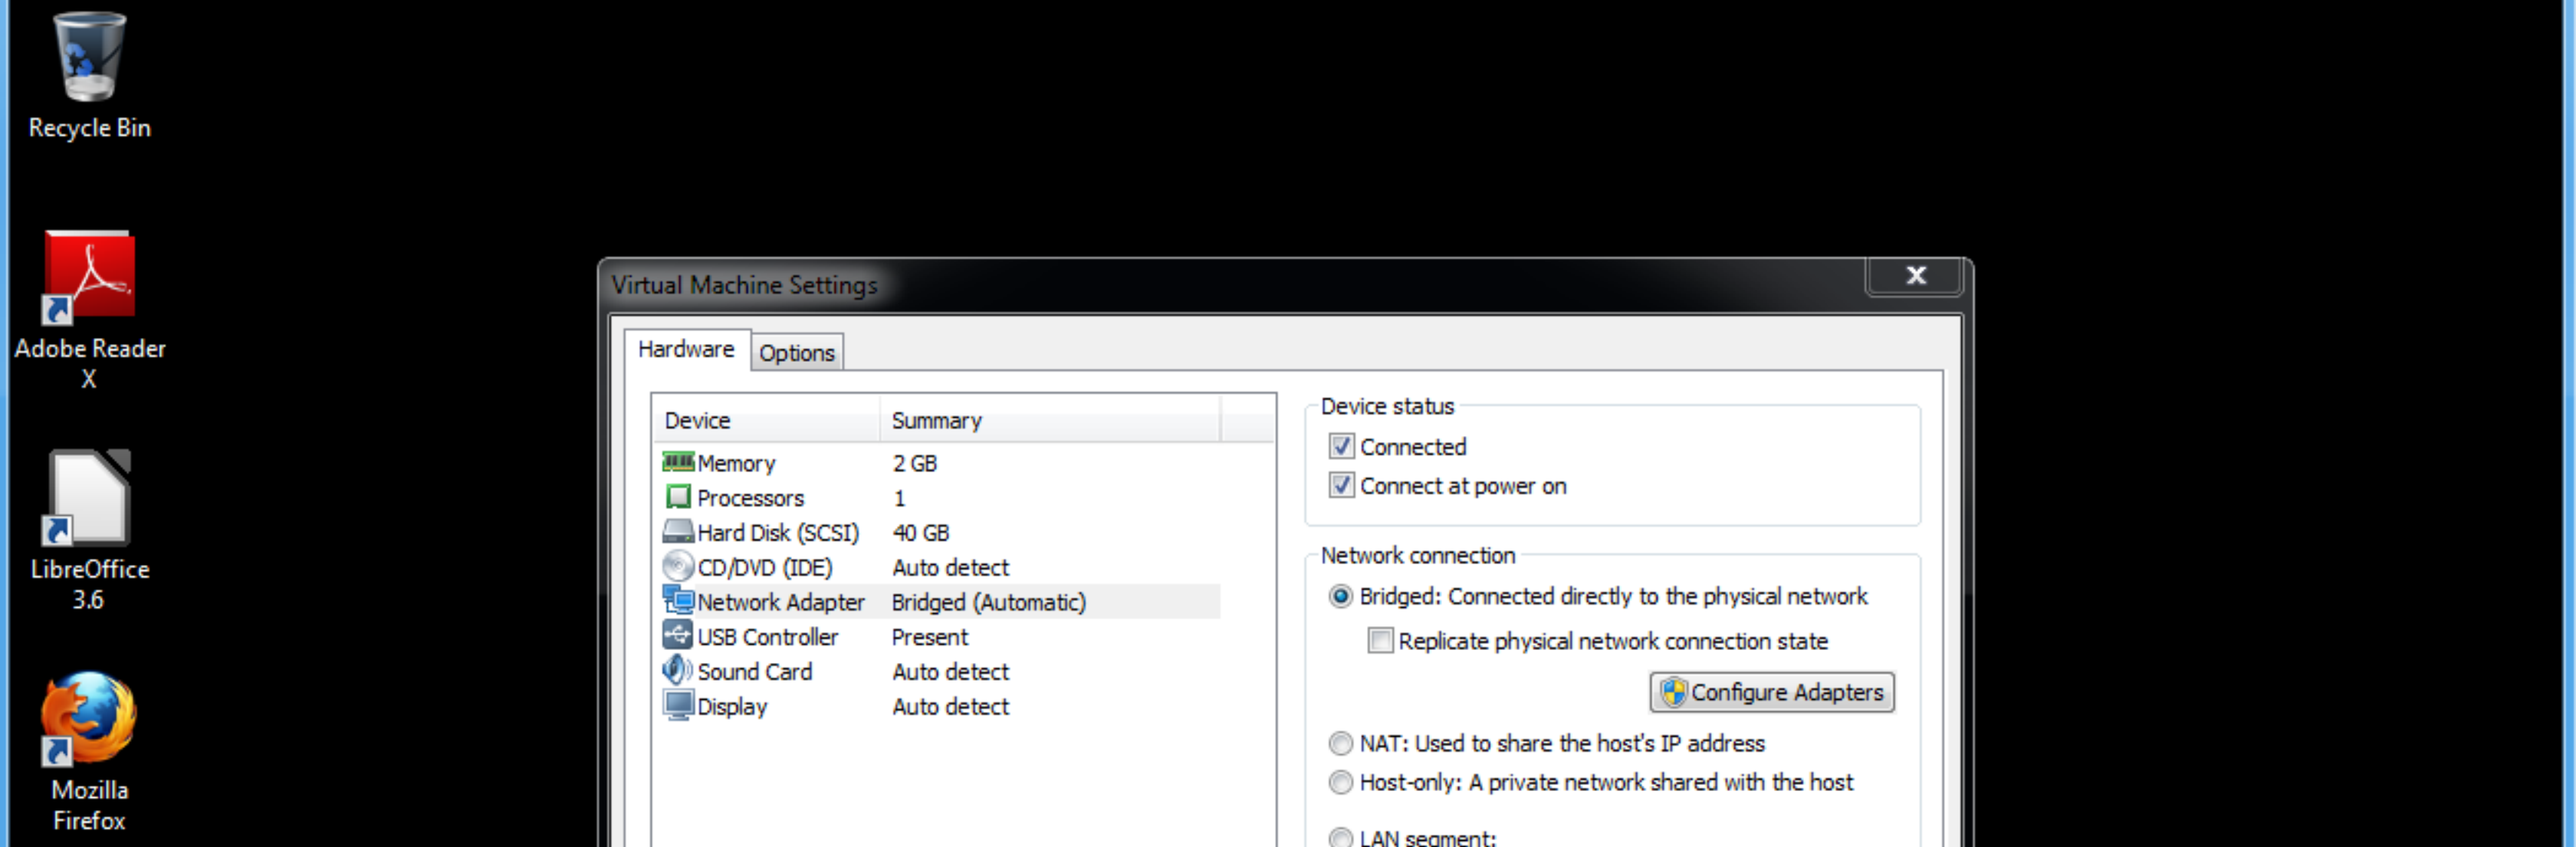 Recycle Bin
Adobe Reader
X
LibreOffice
3.6
Mozilla
Firefox
Virtual Machine Settings
Hardware
Options
Device Summary
Memory 2 GB
Processors 1
Hard Disk (SCSI) 40 GB
CD/DVD (IDE) Auto detect
Network Adapter Bridged (Automatic)
USB Controller Present
Sound Card Auto detect
Display Auto detect
Device status
Connected
Connect at power on
Network connection
Bridged: Connected directly to the physical network
Replicate physical network connection state
Configure Adapters
NAT: Used to share the host's IP address
Host-only: A private network shared with the host
LAN segment: